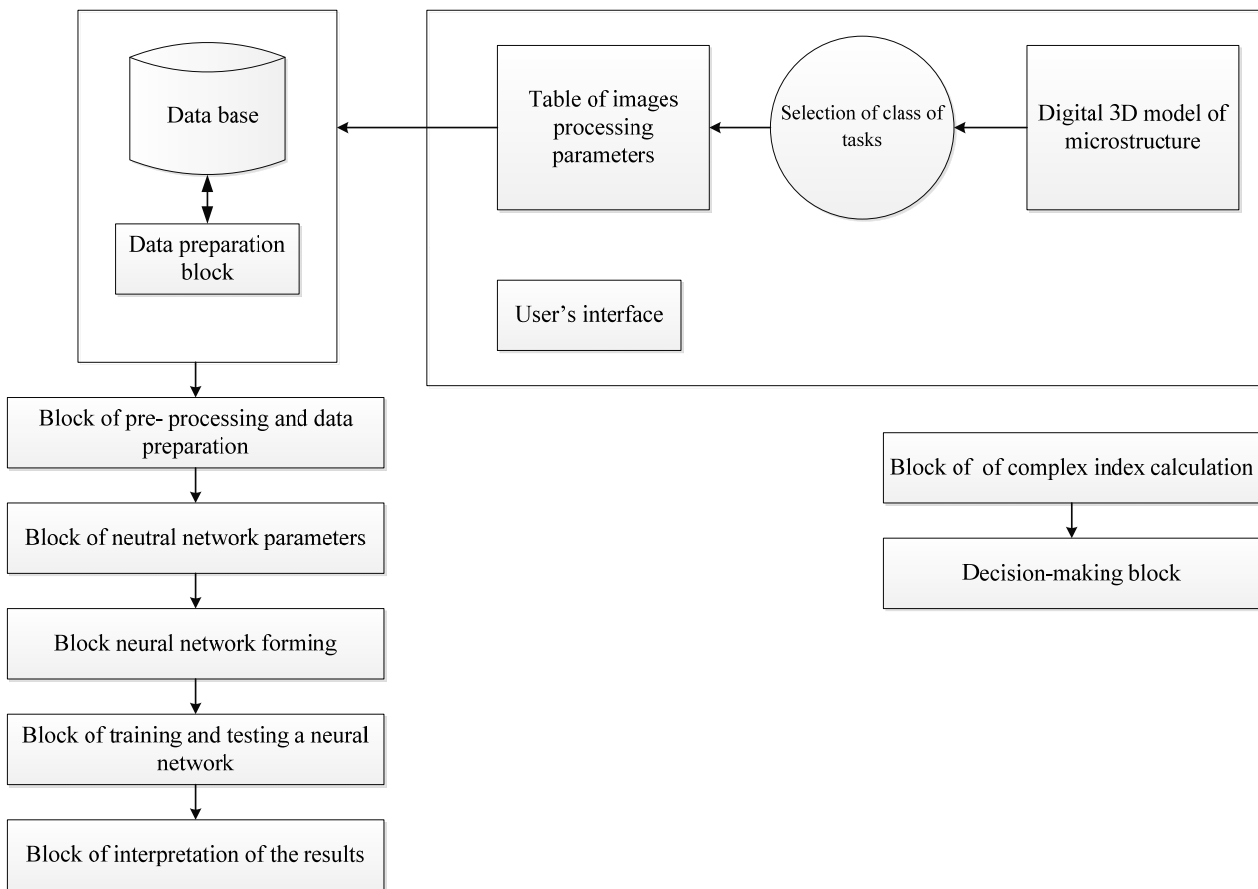 Data base
Data preparation
block
Table of images
processing
parameters
Selection of class of
tasks
Digital 3D model of
microstructure
User’s interface
Block of pre- processing and data
preparation
Block of neutral network parameters
Block neural network forming
Block of training and testing a neural
network
Block of interpretation of the results
Block of of complex index calculation
Decision-making block